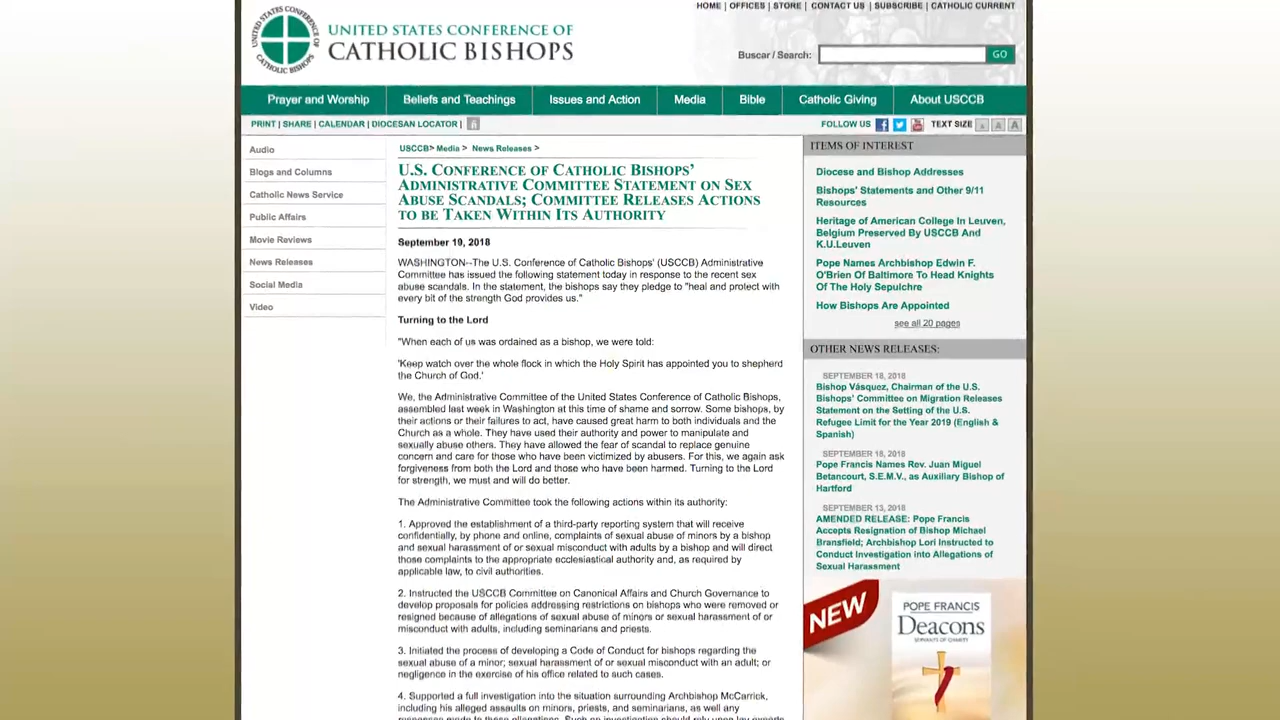 HOME | OFFICES | STORE | CONTACT US | SUBSCRIBE | CATHOLIC CURRENT
UNITED STATES CONFERENCE OF CATHOLIC BISHOPS
UNITED STATES CONFERENCE OF
CATHOLIC BISHOPS
Buscar / Search:
GO
Prayer and Worship
Beliefs and Teachings
Issues and Action
Media
Bible
Catholic Giving
About USCCB
PRINT | SHARE | CALENDAR | DIOCESAN LOCATOR |
FOLLOW US
TEXT SIZE A A A
Audio
Blogs and Columns
Catholic News Service
Public Affairs
Movie Reviews
News Releases
Social Media
Video
USCCB> Media > News Releases >
U.S. CONFERENCE OF CATHOLIC BISHOPS’
ADMINISTRATIVE COMMITTEE STATEMENT ON SEX
ABUSE SCANDALS; COMMITTEE RELEASES ACTIONS
TO BE TAKEN WITHIN ITS AUTHORITY
September 19, 2018
WASHINGTON--The U.S. Conference of Catholic Bishops' (USCCB) Administrative
Committee has issued the following statement today in response to the recent sex
abuse scandals. In the statement, the bishops say they pledge to "heal and protect with
every bit of the strength God provides us."
Turning to the Lord
"When each of us was ordained as a bishop, we were told:
'Keep watch over the whole flock in which the Holy Spirit has appointed you to shepherd
the Church of God.'
We, the Administrative Committee of the United States Conference of Catholic Bishops,
assembled last week in Washington at this time of shame and sorrow. Some bishops, by
their actions or their failures to act, have caused great harm to both individuals and the
Church as a whole. They have used their authority and power to manipulate and
sexually abuse others. They have allowed the fear of scandal to replace genuine
concern and care for those who have been victimized by abusers. For this, we again ask
forgiveness from both the Lord and those who have been harmed. Turning to the Lord
for strength, we must and will do better.
The Administrative Committee took the following actions within its authority:
1. Approved the establishment of a third-party reporting system that will receive
confidentially, by phone and online, complaints of sexual abuse of minors by a bishop
and sexual harassment of or sexual misconduct with adults by a bishop and will direct
those complaints to the appropriate ecclesiastical authority and, as required by
applicable law, to civil authorities.
2. Instructed the USCCB Committee on Canonical Affairs and Church Governance to
develop proposals for policies addressing restrictions on bishops who were removed or
resigned because of allegations of sexual abuse of minors or sexual harassment of or
misconduct with adults, including seminarians and priests.
3. Initiated the process of developing a Code of Conduct for bishops regarding the
sexual abuse of a minor; sexual harassment of or sexual misconduct with an adult; or
negligence in the exercise of his office related to such cases.
4. Supported a full investigation into the situation surrounding Archbishop McCarrick,
including his alleged assaults on minors, priests, and seminarians, as well any
responses made to those allegations. Such an investigation should rely upon lay experts
ITEMS OF INTEREST
Diocese and Bishop Addresses
Bishops' Statements and Other 9/11
Resources
Heritage of American College In Leuven,
Belgium Preserved By USCCB And
K.U.Leuven
Pope Names Archbishop Edwin F.
O'Brien Of Baltimore To Head Knights
Of The Holy Sepulchre
How Bishops Are Appointed
see all 20 pages
OTHER NEWS RELEASES:
SEPTEMBER 18, 2018
Bishop Vásquez, Chairman of the U.S.
Bishops' Committee on Migration Releases
Statement on the Setting of the U.S.
Refugee Limit for the Year 2019 (English &
Spanish)
SEPTEMBER 18, 2018
Pope Francis Names Rev. Juan Miguel
Betancourt, S.E.M.V., as Auxiliary Bishop of
Hartford
SEPTEMBER 13, 2018
AMENDED RELEASE: Pope Francis
Accepts Resignation of Bishop Michael
Bransfield; Archbishop Lori Instructed to
Conduct Investigation into Allegations of
Sexual Harassment
NEW
POPE FRANCIS
Deacons
SERVANTS OF CHARITY